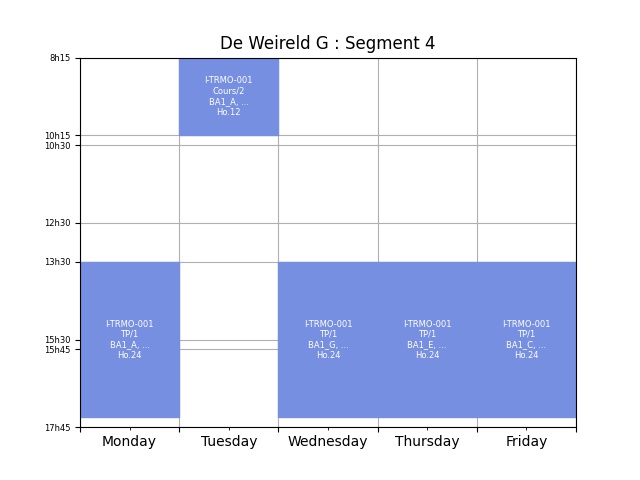 De Weireld G : Segment 4
8h15
I-TRMO-001
Cours/2
BA1_A, ...
Ho.12
10h15
10h30
12h30
13h30
I-TRMO-001
TP/1
BA1_A, ...
Ho.24
I-TRMO-001
TP/1
BA1_G, ...
Ho.24
I-TRMO-001
TP/1
BA1_E, ...
Ho.24
I-TRMO-001
TP/1
BA1_C, ...
Ho.24
15h30
15h45
17h45
Monday
Tuesday
Wednesday
Thursday
Friday